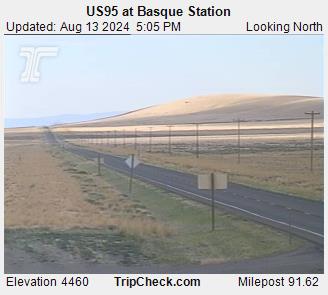 US95 at Basque Station
Updated: Aug 13 2024 5:05 PM Looking North
Elevation 4460 TripCheck.com Milepost 91.62